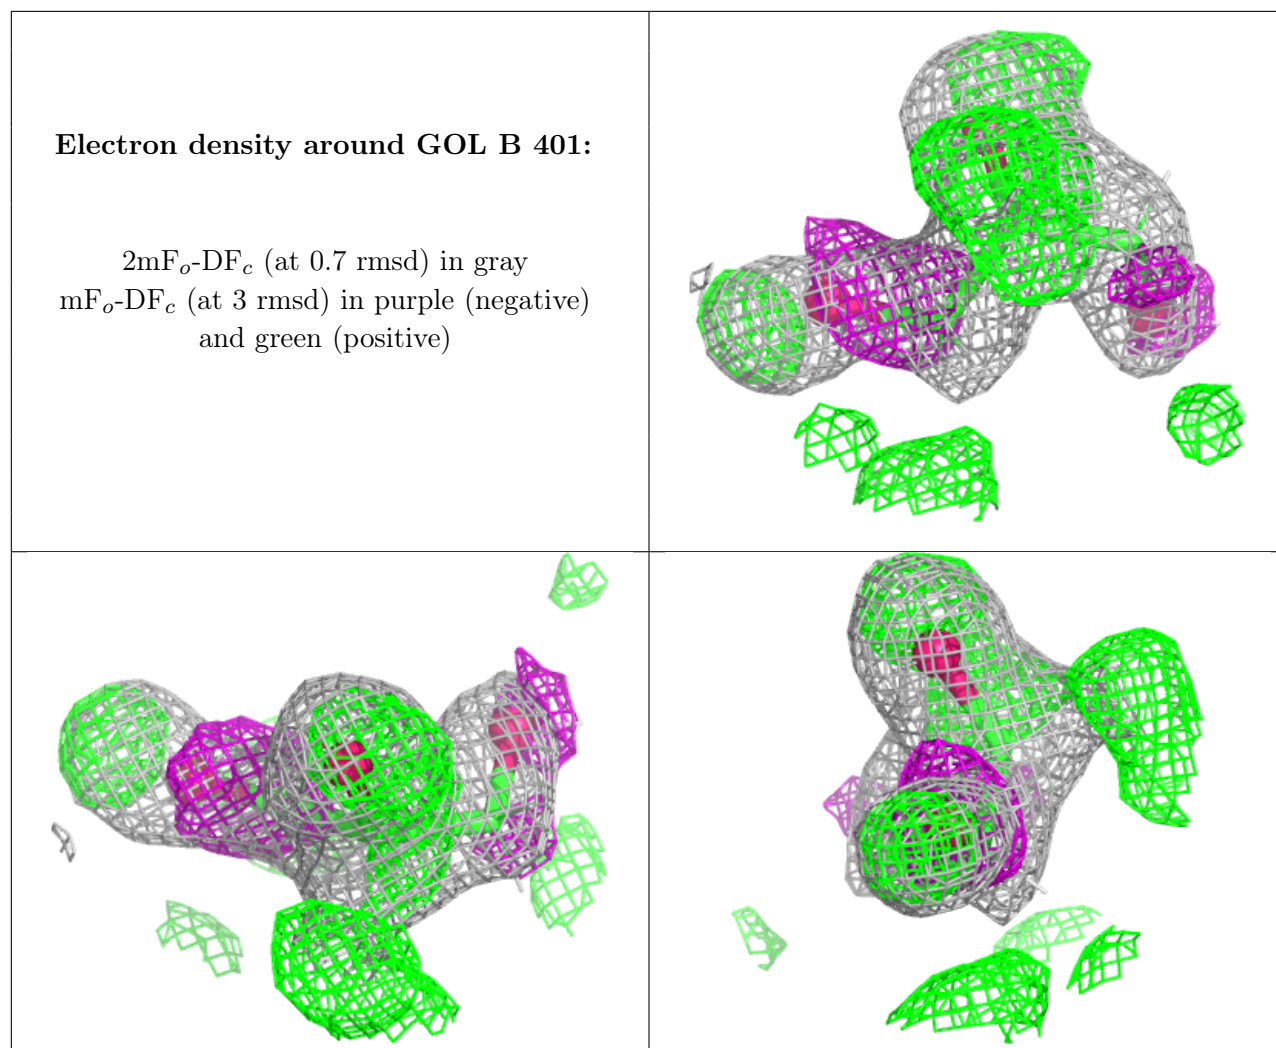 Electron density around GOL B 401:
2mFₒ-DF𝒸 (at 0.7 rmsd) in gray
mFₒ-DF𝒸 (at 3 rmsd) in purple (negative)
and green (positive)